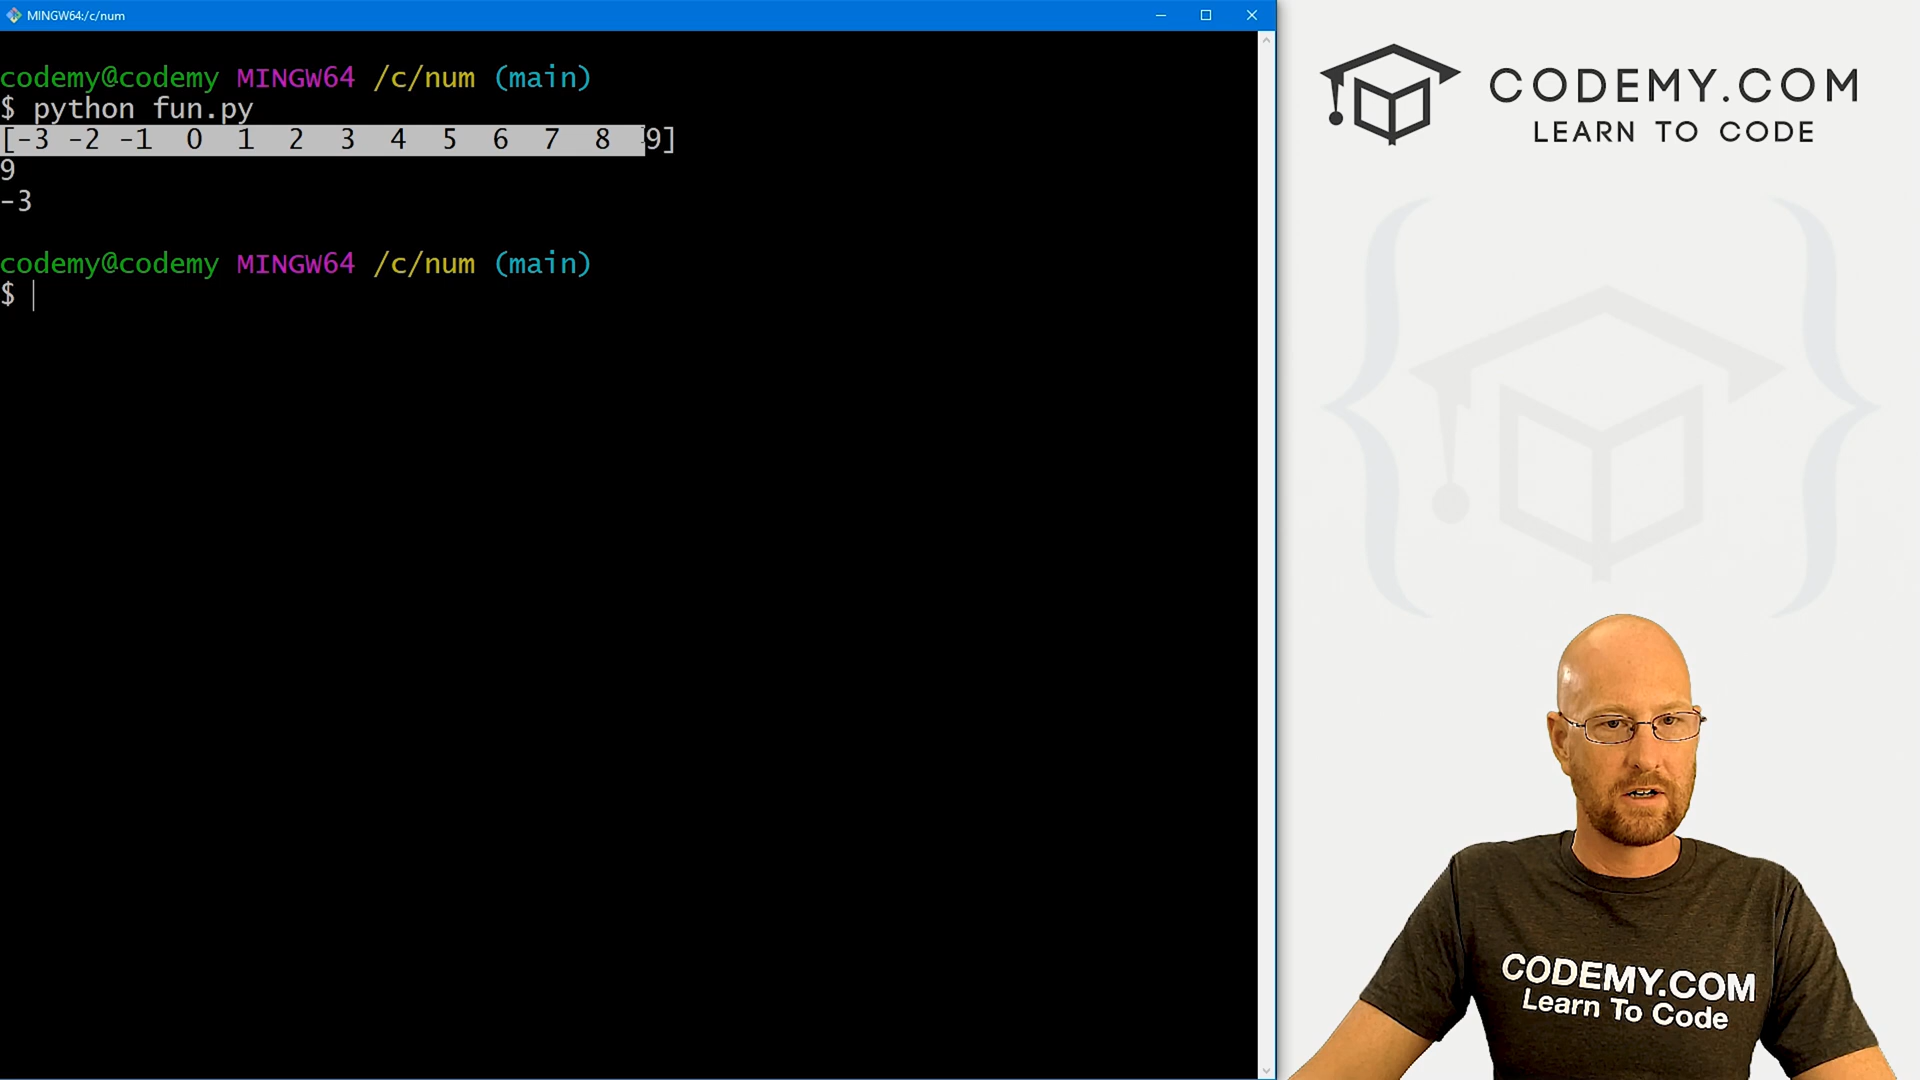 MINGW64:/c/num
codemy@codemy MINGW64 /c/num (main)
$ python fun.py
[-3 -2 -1  0  1  2  3  4  5  6  7  8  9]
9
-3
codemy@codemy MINGW64 /c/num (main)
$
CODEMY.COM
LEARN TO CODE
CODEMY.COM
Learn To Code